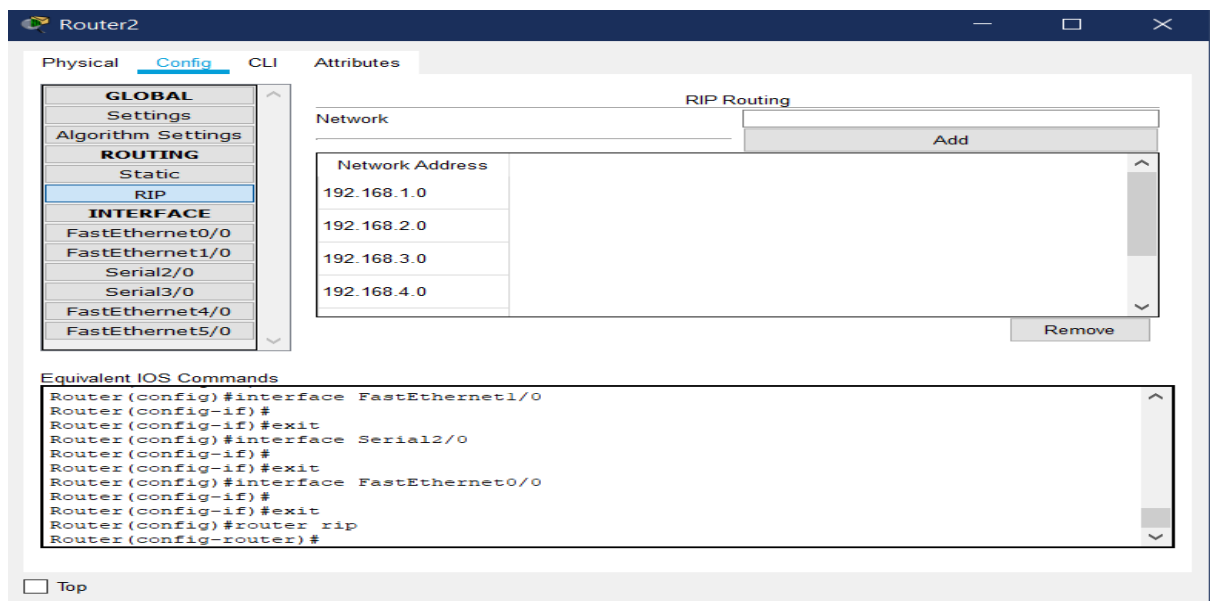 Router2
Physical Config CLI Attributes
GLOBAL
Settings
Algorithm Settings
ROUTING
Static
RIP
INTERFACE
FastEthernet0/0
FastEthernet1/0
Serial2/0
Serial3/0
FastEthernet4/0
FastEthernet5/0
RIP Routing
Network
Add
Network Address
192.168.1.0
192.168.2.0
192.168.3.0
192.168.4.0
Remove
Equivalent IOS Commands
Router(config)#interface FastEthernet1/0
Router(config-if)#
Router(config-if)#exit
Router(config)#interface Serial2/0
Router(config-if)#
Router(config-if)#exit
Router(config)#interface FastEthernet0/0
Router(config-if)#
Router(config-if)#exit
Router(config)#router rip
Router(config-router)#
Top